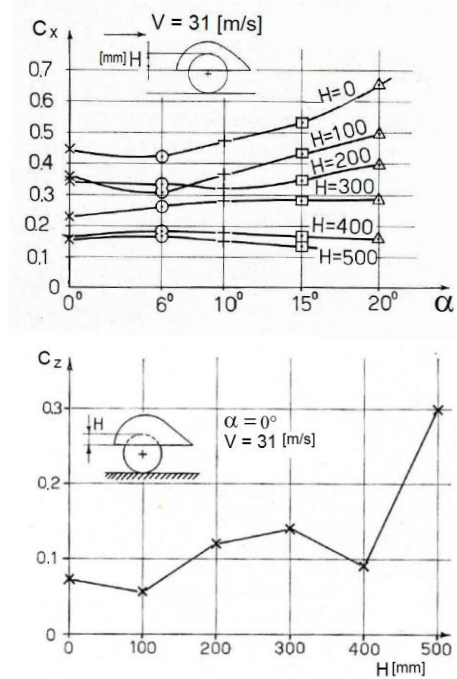 Cx
V = 31 [m/s]
[mm] H
0,7
0.6
0.5
0.4
0.3
0.2
0.1
0
H=0
H=100
H=200
H=300
H=400
H=500
0° 6° 10° 15° 20° α
Cz
0.3
0,2
0.1
0
H
α = 0°
V = 31 [m/s]
0 100 200 300 400 500
H [mm]